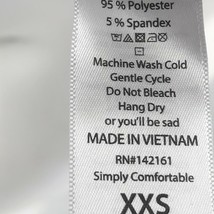 95 % Polyester
5 % Spandex
Machine Wash Cold
Gentle Cycle
Do Not Bleach
Hang Dry
or you'll be sad
MADE IN VIETNAM
RN#142161
Simply Comfortable
XXS